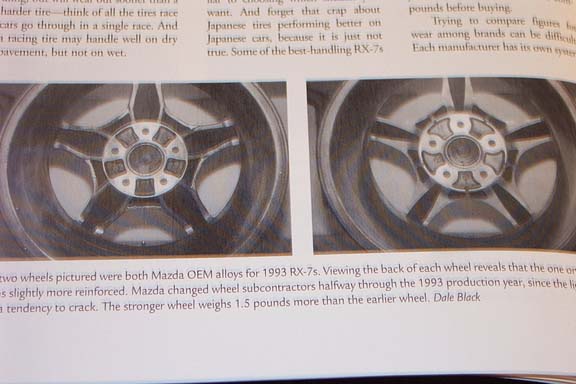 harder tire—think of all the tires race
cars go through in a single race. And
a racing tire may handle well on dry
pavement, but not on wet.
want. And forget that crap about
Japanese tires performing better on
Japanese cars, because it is just not
true. Some of the best-handling RX-7s
pounds before buying.
Trying to compare figures for
wear among brands can be difficult
Each manufacturer has its own system
two wheels pictured were both Mazda OEM alloys for 1993 RX-7s. Viewing the back of each wheel reveals that the one on
s slightly more reinforced. Mazda changed wheel subcontractors halfway through the 1993 production year, since the
a tendency to crack. The stronger wheel weighs 1.5 pounds more than the earlier wheel. Dale Black